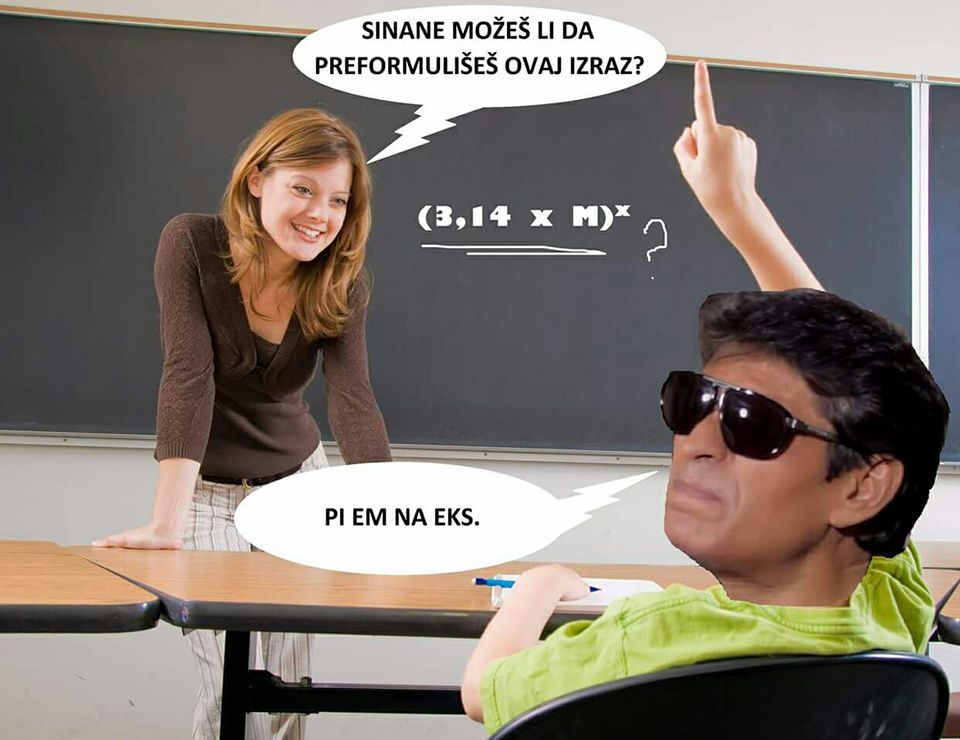 SINANE MOŽEŠ LI DA
PREFORMULIŠEŠ OVAJ IZRAZ?
(3,14 x M)ˣ ?
PI EM NA EKS.